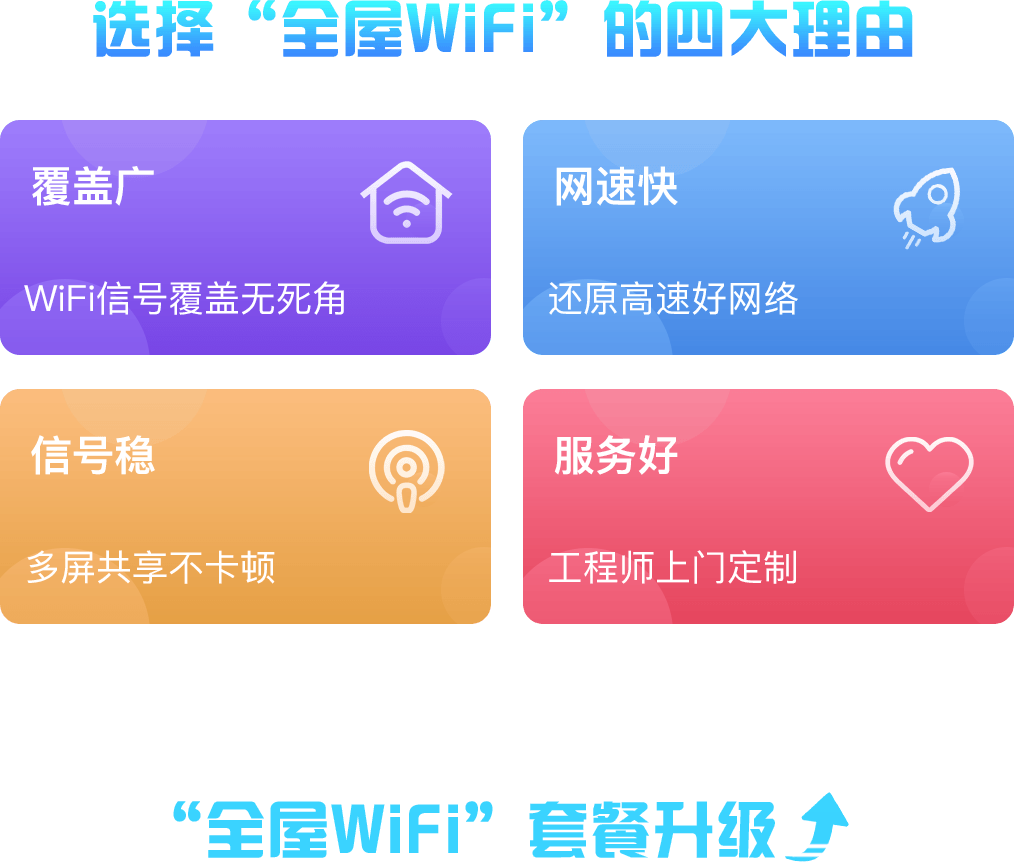 选择“全屋WiFi”的四大理由
覆盖广
WiFi信号覆盖无死角
网速快
还原高速好网络
信号稳
多屏共享不卡顿
服务好
工程师上门定制
“全屋WiFi”套餐升级